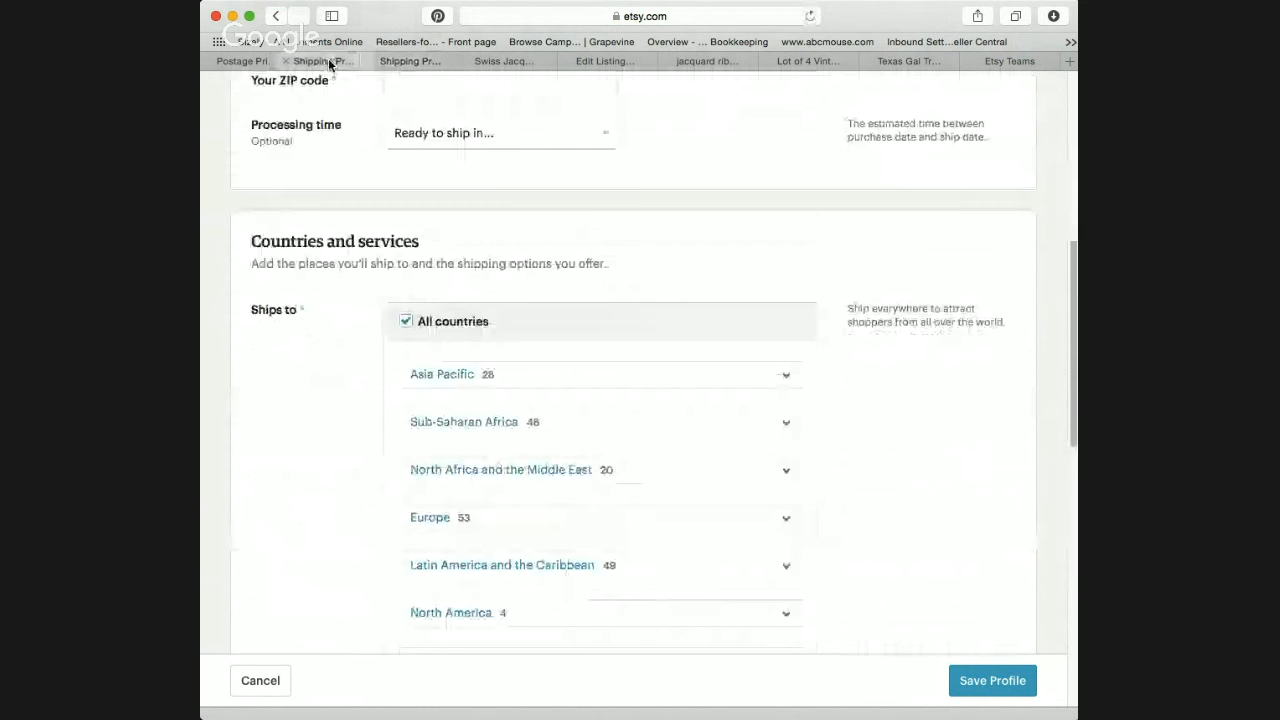 etsy.com
Google
nts Online
Resellers-fo... - Front page
Browse Camp... | Grapevine
Overview - ... Bookkeeping
www.abcmouse.com
Inbound Sett...eller Central
>>
Postage Pri
Shipping Pr...
Shipping Pr...
Swiss Jacq...
Edit Listing...
jacquard rib...
Lot of 4 Vint...
Texas Gal Tr...
Etsy Teams
+
Your ZIP code *
Processing time
Optional
Ready to ship in...
The estimated time between
purchase date and ship date.
Countries and services
Add the places you'll ship to and the shipping options you offer.
Ships to *
All countries
Ship everywhere to attract
shoppers from all over the world.
Asia Pacific 28
Sub-Saharan Africa 48
North Africa and the Middle East 20
Europe 53
Latin America and the Caribbean 49
North America 4
Cancel
Save Profile